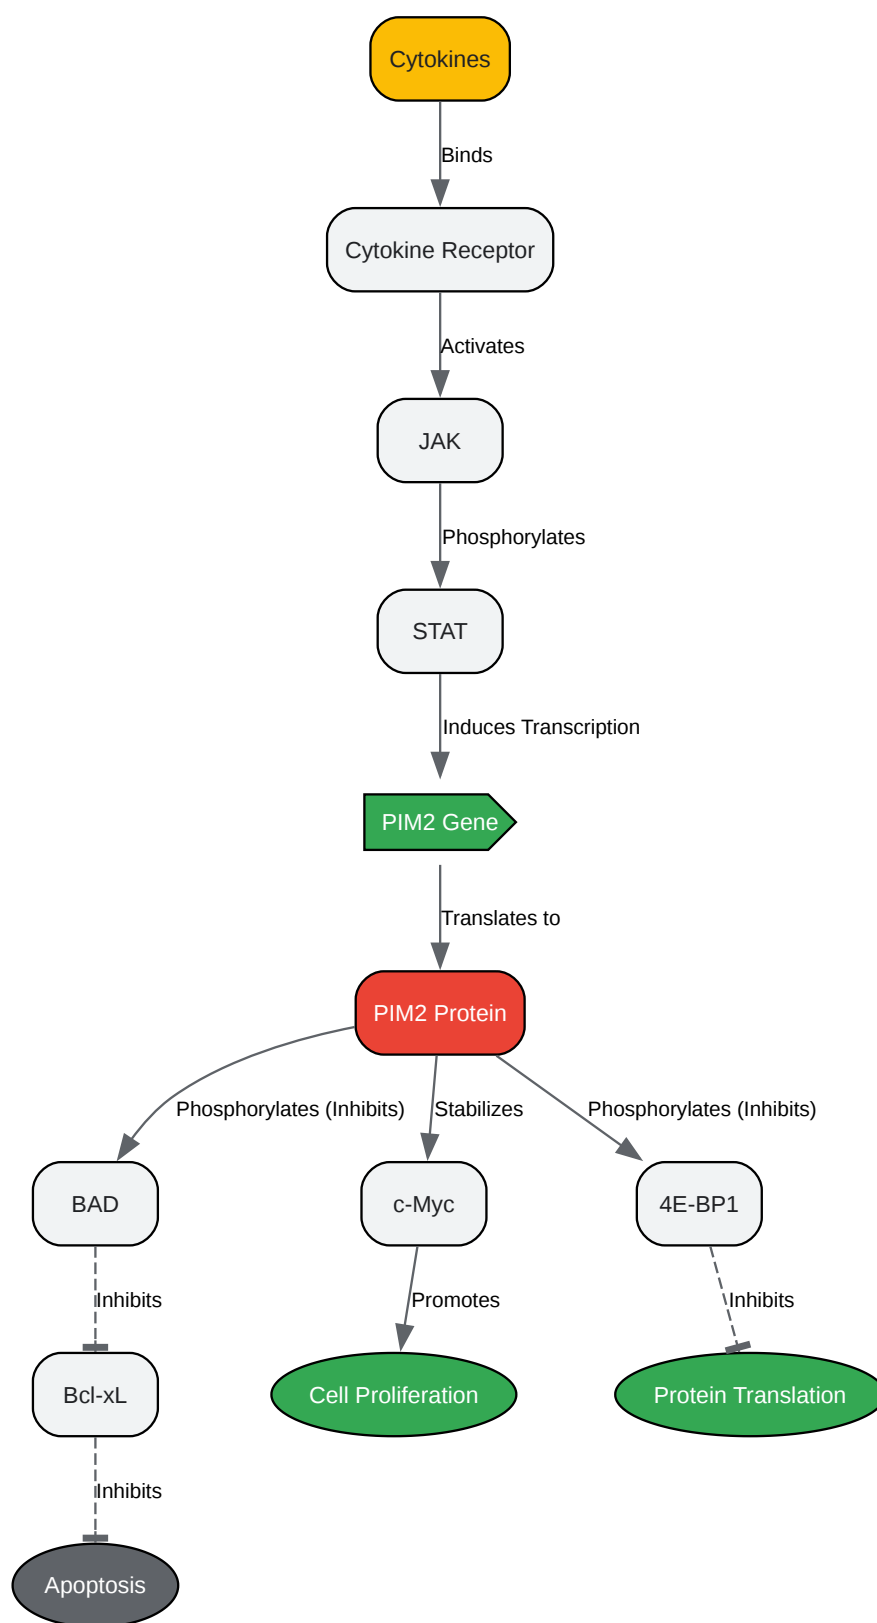 Cytokines
Binds
Cytokine Receptor
Activates
JAK
Phosphorylates
STAT
Induces Transcription
PIM2 Gene
Translates to
PIM2 Protein
Phosphorylates (Inhibits)
Stabilizes
Phosphorylates (Inhibits)
BAD
c-Myc
4E-BP1
Inhibits
Promotes
Inhibits
Bcl-xL
Cell Proliferation
Protein Translation
Inhibits
Apoptosis